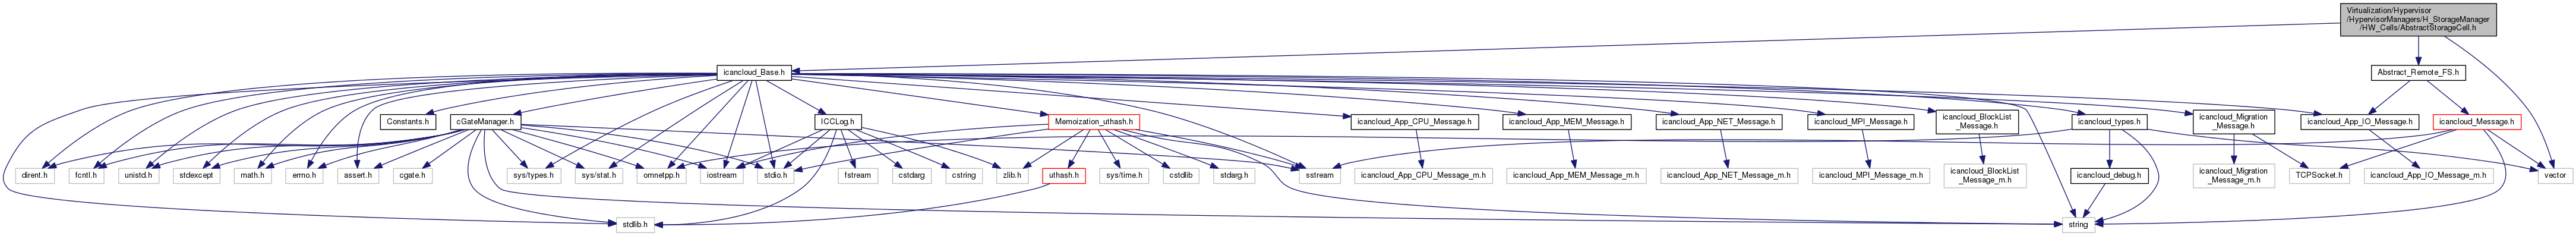 Virtualization/Hypervisor
/HypervisorManagers/H_StorageManager
/HW_Cells/AbstractStorageCell.h
icancloud_Base.h
Abstract_Remote_FS.h
Constants.h
cGateManager.h
ICCLog.h
Memoization_uthash.h
icancloud_App_CPU_Message.h
icancloud_App_MEM_Message.h
icancloud_App_NET_Message.h
icancloud_MPI_Message.h
icancloud_BlockList
_Message.h
icancloud_types.h
icancloud_Migration
_Message.h
icancloud_App_IO_Message.h
icancloud_Message.h
dirent.h
fcntl.h
unistd.h
stdexcept
math.h
errno.h
assert.h
cgate.h
sys/types.h
sys/stat.h
omnetpp.h
iostream
stdio.h
fstream
cstdarg
cstring
zlib.h
uthash.h
sys/time.h
cstdlib
stdarg.h
sstream
icancloud_App_CPU_Message_m.h
icancloud_App_MEM_Message_m.h
icancloud_App_NET_Message_m.h
icancloud_MPI_Message_m.h
icancloud_BlockList
_Message_m.h
icancloud_debug.h
icancloud_Migration
_Message_m.h
TCPSocket.h
icancloud_App_IO_Message_m.h
vector
stdlib.h
string